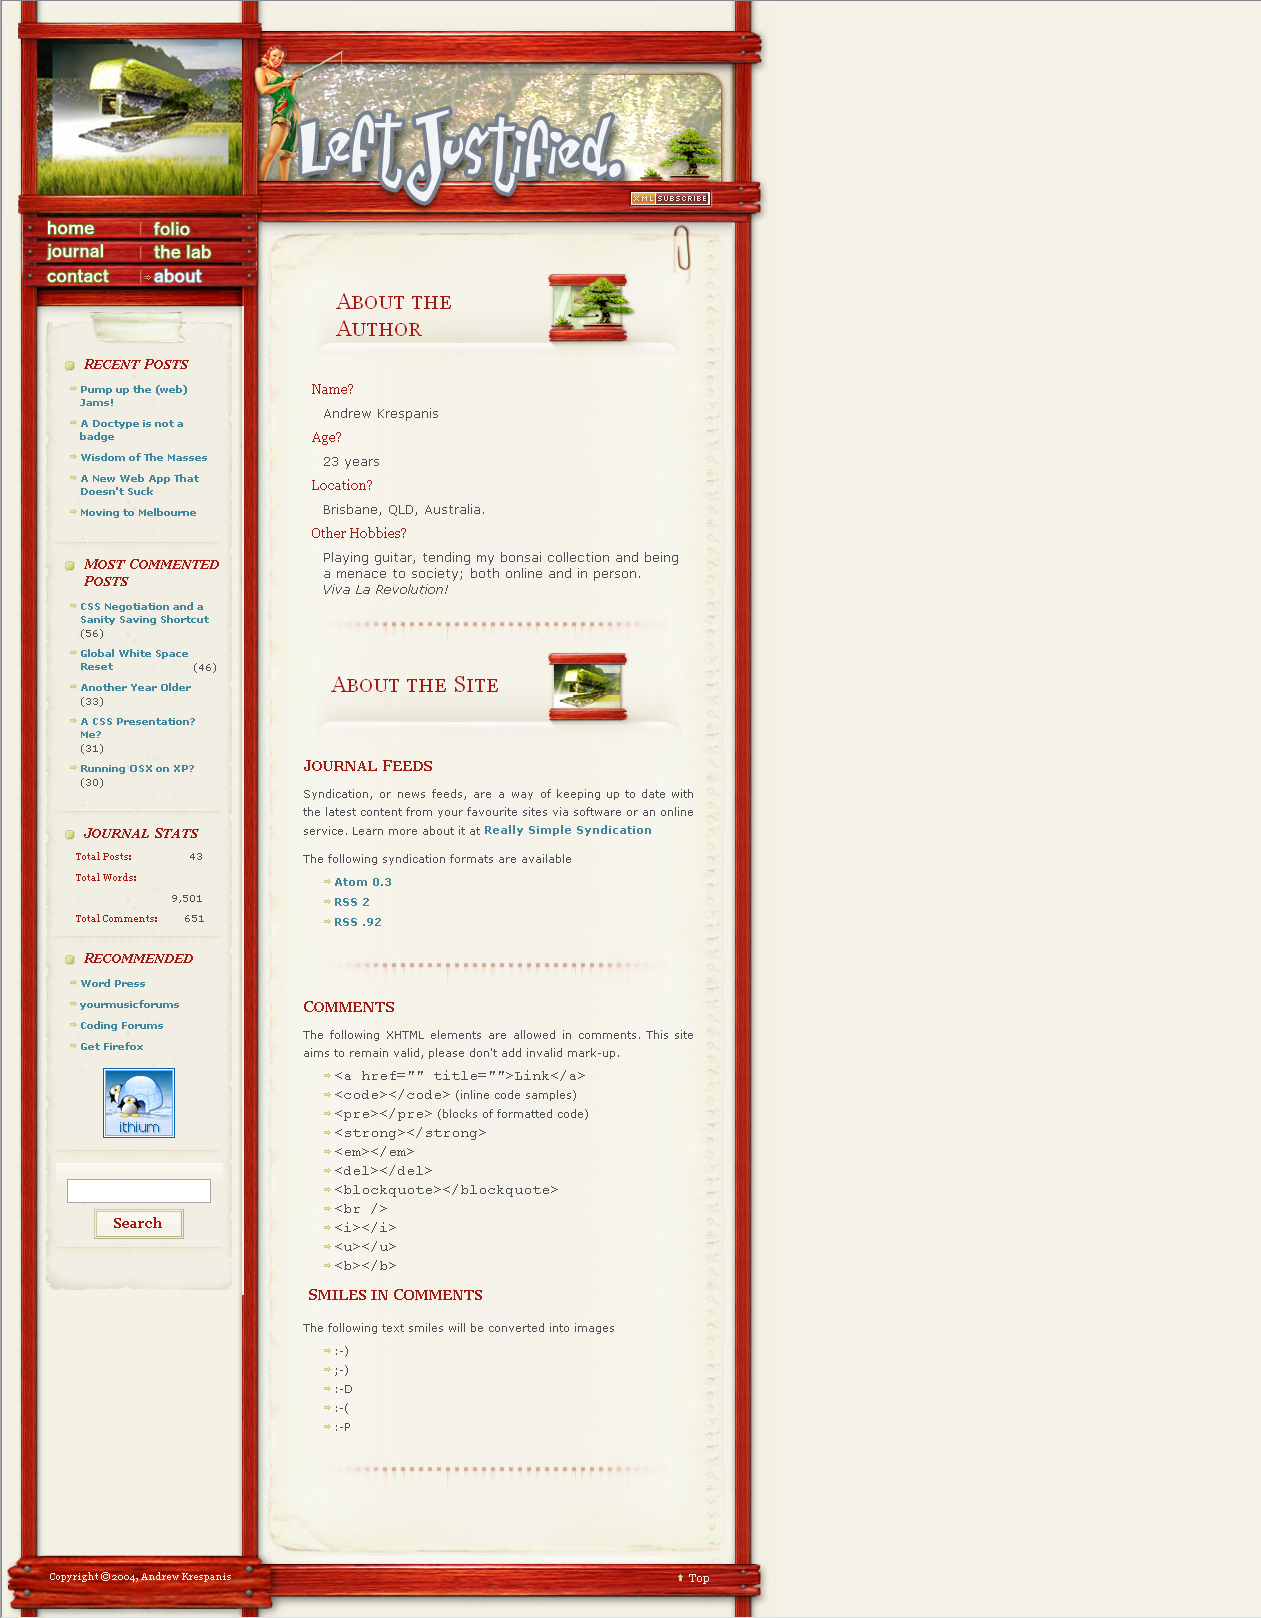 Left Justified.
XML SUBSCRIBE
home
folio
journal
the lab
contact
about
Recent Posts
Pump up the (web)
Jams!
A Doctype is not a
badge
Wisdom of The Masses
A New Web App That
Doesn't Suck
Moving to Melbourne
Most Commented
Posts
CSS Negotiation and a
Sanity Saving Shortcut
(56)
Global White Space
Reset (46)
Another Year Older
(33)
A CSS Presentation?
Me?
(31)
Running OSX on XP?
(30)
Journal Stats
Total Posts: 43
Total Words:
9,501
Total Comments: 651
Recommended
Word Press
yourmusicforums
Coding Forums
Get Firefox
ithium
Search
About the
Author
Name?
Andrew Krespanis
Age?
23 years
Location?
Brisbane, QLD, Australia.
Other Hobbies?
Playing guitar, tending my bonsai collection and being
a menace to society; both online and in person.
Viva La Revolution!
About the Site
Journal Feeds
Syndication, or news feeds, are a way of keeping up to date with
the latest content from your favourite sites via software or an online
service. Learn more about it at Really Simple Syndication
The following syndication formats are available
Atom 0.3
RSS 2
RSS .92
Comments
The following XHTML elements are allowed in comments. This site
aims to remain valid, please don't add invalid mark-up.
<a href="" title="">Link</a>
<code></code> (inline code samples)
<pre></pre> (blocks of formatted code)
<strong></strong>
<em></em>
<del></del>
<blockquote></blockquote>
<br />
<i></i>
<u></u>
<b></b>
Smiles in Comments
The following text smiles will be converted into images
:-)
;-)
:-D
:-(
:-P
Copyright ©2004, Andrew Krespanis
Top